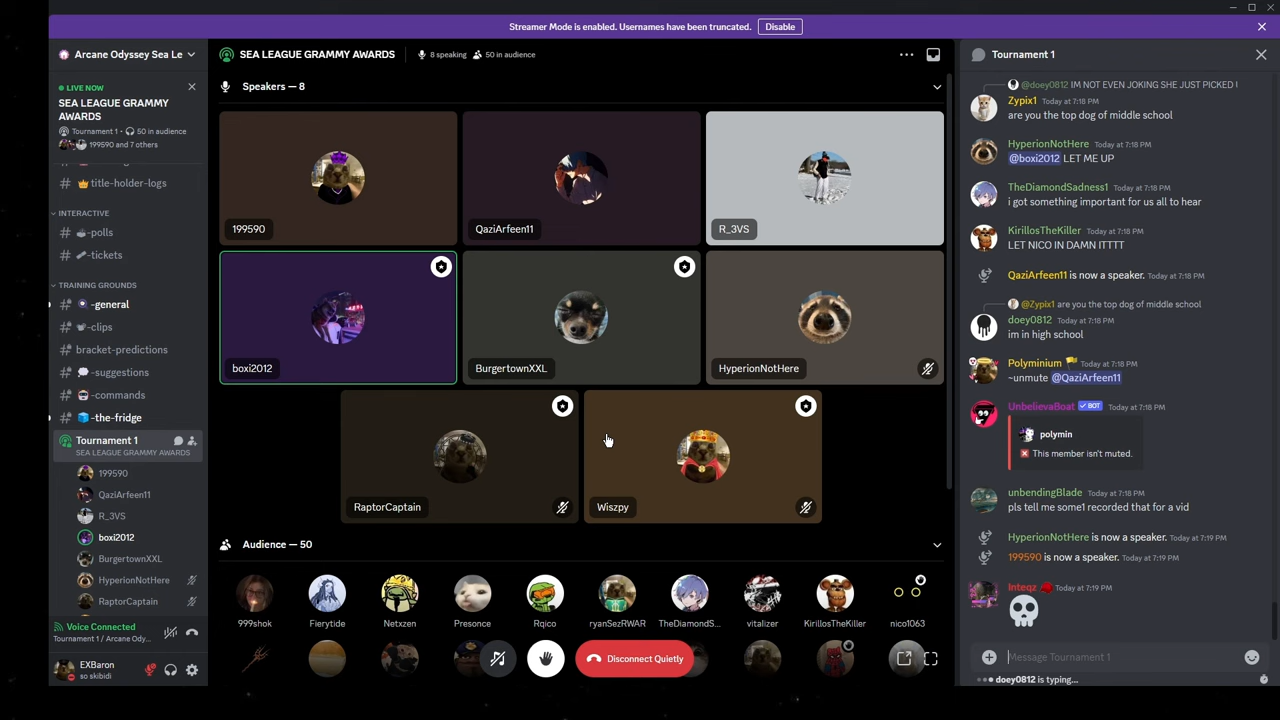 Streamer Mode is enabled. Usernames have been truncated.
Disable
Arcane Odyssey Sea Le
LIVE NOW
SEA LEAGUE GRAMMY
AWARDS
Tournament 1 • 50 in audience
199590 and 7 others
title-holder-logs
INTERACTIVE
-polls
-tickets
TRAINING GROUNDS
-general
-clips
bracket-predictions
-suggestions
-commands
-the-fridge
Tournament 1
SEA LEAGUE GRAMMY AWARDS
199590
QaziArfeen11
R_3VS
boxi2012
BurgertownXXL
HyperionNotHere
RaptorCaptain
Voice Connected
Tournament 1 / Arcane Ody...
EXBaron
so skibidi
SEA LEAGUE GRAMMY AWARDS
8 speaking
50 in audience
Speakers — 8
199590
QaziArfeen11
R_3VS
boxi2012
BurgertownXXL
HyperionNotHere
RaptorCaptain
Wiszpy
Audience — 50
999shok
Fierytide
Netxzen
Presonce
Rqico
ryanSezRWAR
TheDiamondS...
vitalizer
KirillosTheKiller
nico1063
Disconnect Quietly
Tournament 1
@doey0812 IM NOT EVEN JOKING SHE JUST PICKED I
Zypix1 Today at 7:18 PM
are you the top dog of middle school
HyperionNotHere Today at 7:18 PM
@boxi2012 LET ME UP
TheDiamondSadness1 Today at 7:18 PM
i got something important for us all to hear
KirillosTheKiller Today at 7:18 PM
LET NICO IN DAMN ITTTT
QaziArfeen11 is now a speaker. Today at 7:18 PM
@Zypix1 are you the top dog of middle school
doey0812 Today at 7:18 PM
im in high school
Polyminium Today at 7:18 PM
~unmute @QaziArfeen11
UnbelievaBoat BOT Today at 7:18 PM
polymin
This member isn't muted.
unbendingBlade Today at 7:18 PM
pls tell me some1 recorded that for a vid
HyperionNotHere is now a speaker. Today at 7:19 PM
199590 is now a speaker. Today at 7:19 PM
Inteqz Today at 7:19 PM
Message Tournament 1
doey0812 is typing...